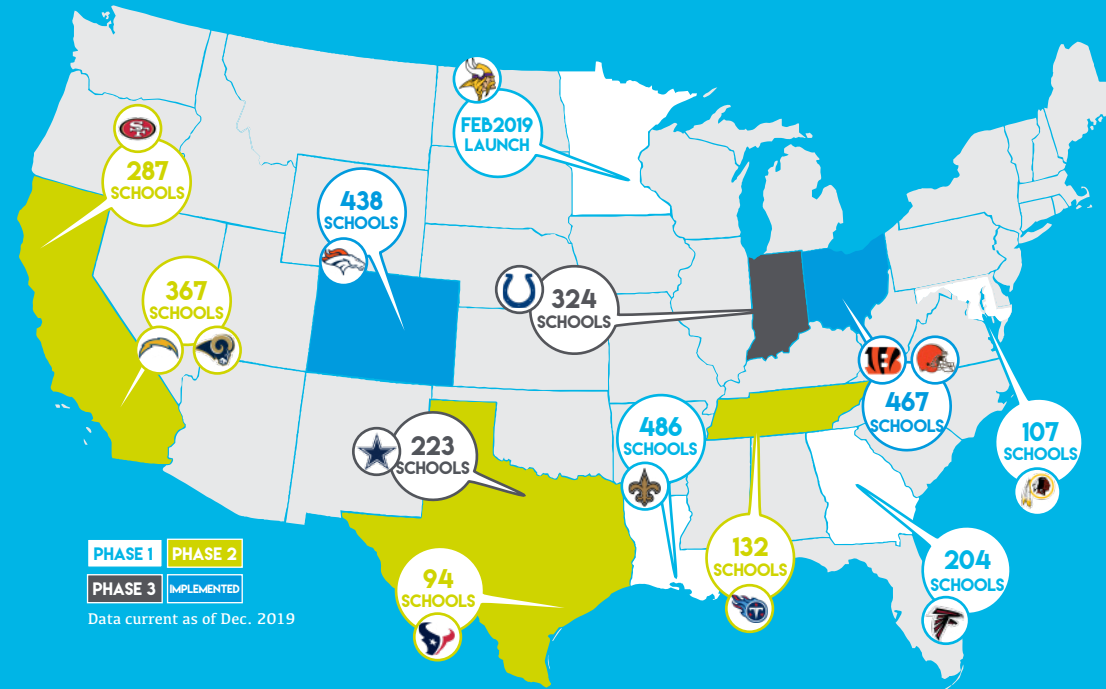 FEB2019
LAUNCH
287
SCHOOLS
438
SCHOOLS
367
SCHOOLS
324
SCHOOLS
467
SCHOOLS
486
SCHOOLS
107
SCHOOLS
223
SCHOOLS
132
SCHOOLS
204
SCHOOLS
94
SCHOOLS
PHASE 1
PHASE 2
PHASE 3
IMPLEMENTED
Data current as of Dec. 2019
SF